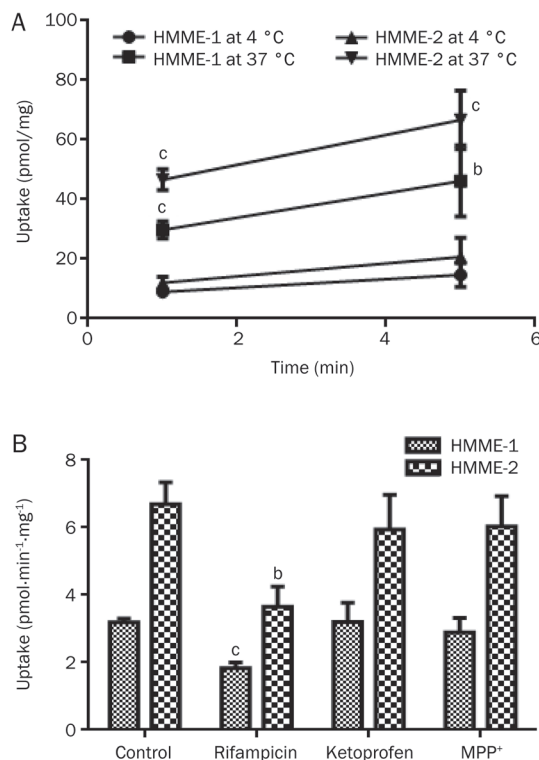 A
HMME-1 at 4 °C
HMME-2 at 4 °C
HMME-1 at 37 °C
HMME-2 at 37 °C
Uptake (pmol/mg)
100
80
60
40
20
0
c
c
c
b
0
2
4
6
Time (min)
B
HMME-1
HMME-2
Uptake (pmol·min⁻¹·mg⁻¹)
8
6
4
2
0
c
b
Control
Rifampicin
Ketoprofen
MPP⁺